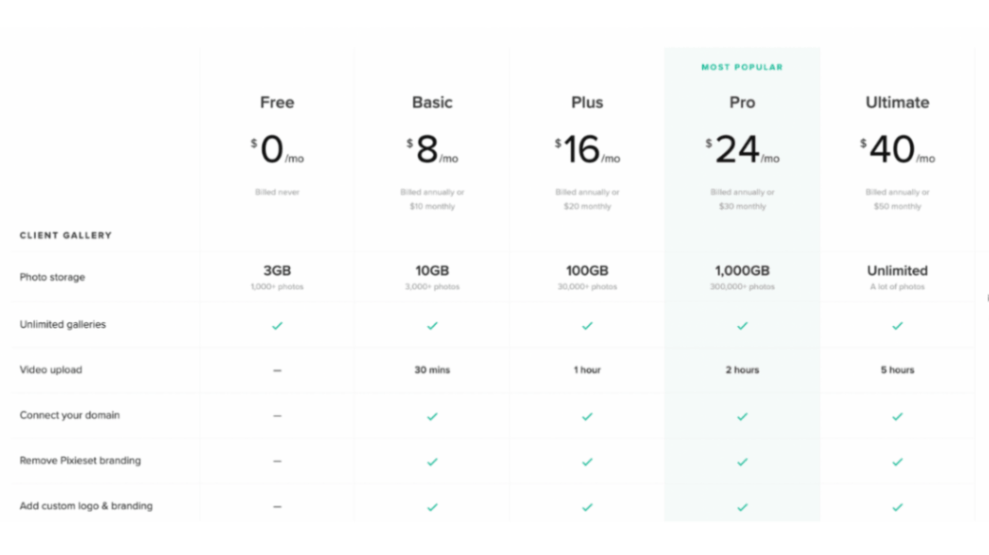 MOST POPULAR
Free Basic Plus Pro Ultimate
$0/mo $8/mo $16/mo $24/mo $40/mo
Billed never Billed annually or Billed annually or Billed annually or Billed annually or
$10 monthly $20 monthly $30 monthly $50 monthly
CLIENT GALLERY
Photo storage 3GB 10GB 100GB 1,000GB Unlimited
1,000+ photos 3,000+ photos 30,000+ photos 300,000+ photos A lot of photos
Unlimited galleries ✓ ✓ ✓ ✓ ✓
Video upload — 30 mins 1 hour 2 hours 5 hours
Connect your domain — ✓ ✓ ✓ ✓
Remove Pixieset branding — ✓ ✓ ✓ ✓
Add custom logo & branding — ✓ ✓ ✓ ✓